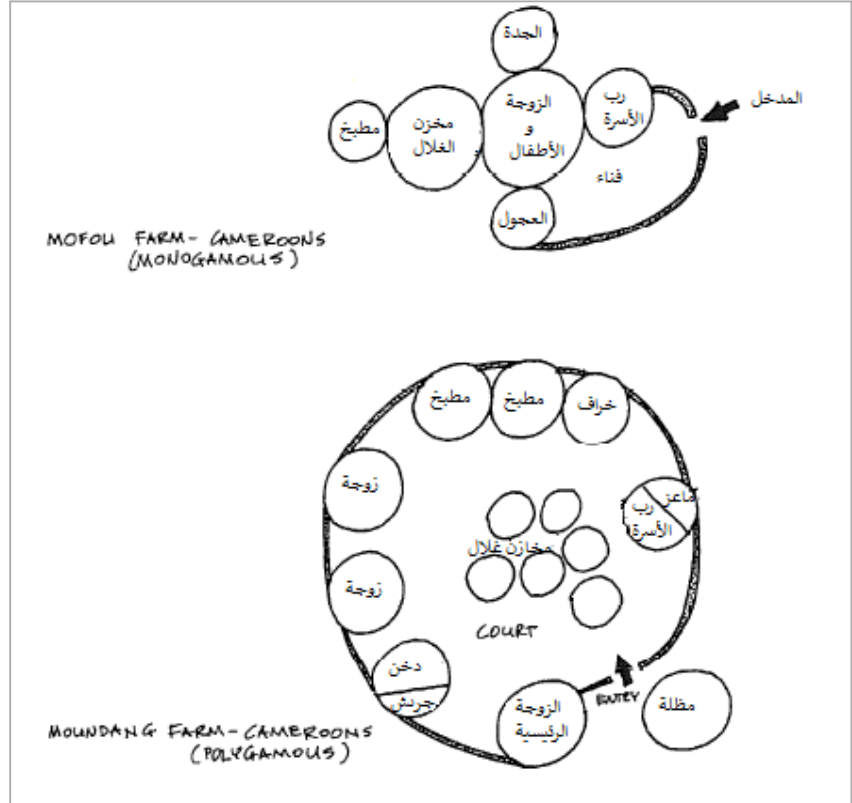 الجدة
المدخل
رب
الأسرة
الزوجة
و
الأطفال
مخزن
الغلال
مطبخ
فناء
العجول
MOFOU FARM - CAMEROONS
(MONOGAMOUS)
مطبخ
مطبخ
خراف
زوجة
ماعز
رب
الأسرة
مخازن غلال
زوجة
COURT
دخن
جريش
ENTRY
الزوجة
الرئيسية
مظلة
MOUNDANG FARM - CAMEROONS
(POLYGAMOUS)